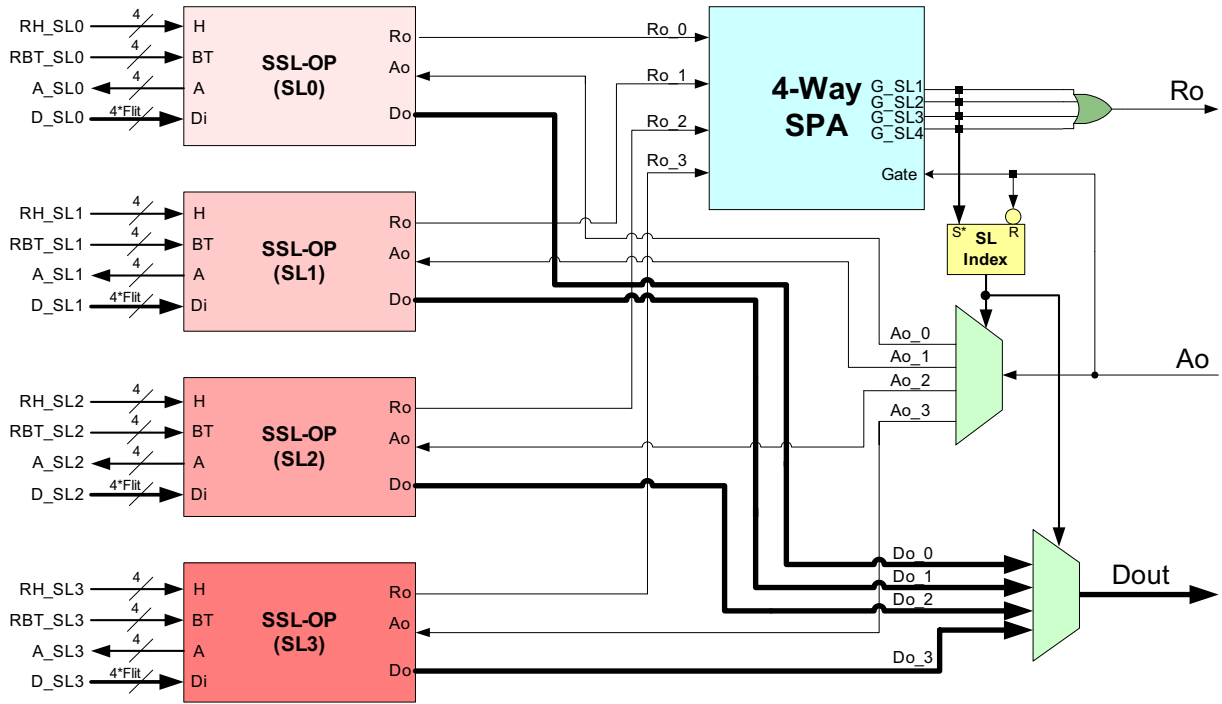 RH_SL0
4
H
RBT_SL0
4
BT
A_SL0
4
A
D_SL0
4*Flit
Di
SSL-OP
(SL0)
Ro
Ao
Do
RH_SL1
4
H
RBT_SL1
4
BT
A_SL1
4
A
D_SL1
4*Flit
Di
SSL-OP
(SL1)
Ro
Ao
Do
RH_SL2
4
H
RBT_SL2
4
BT
A_SL2
4
A
D_SL2
4*Flit
Di
SSL-OP
(SL2)
Ro
Ao
Do
RH_SL3
4
H
RBT_SL3
4
BT
A_SL3
4
A
D_SL3
4*Flit
Di
SSL-OP
(SL3)
Ro
Ao
Do
Ro_0
Ro_1
Ro_2
Ro_3
4-Way
SPA
G_SL1
G_SL2
G_SL3
G_SL4
Gate
Ro
S*
R
SL
Index
Ao_0
Ao_1
Ao_2
Ao_3
Ao
Do_0
Do_1
Do_2
Do_3
Dout